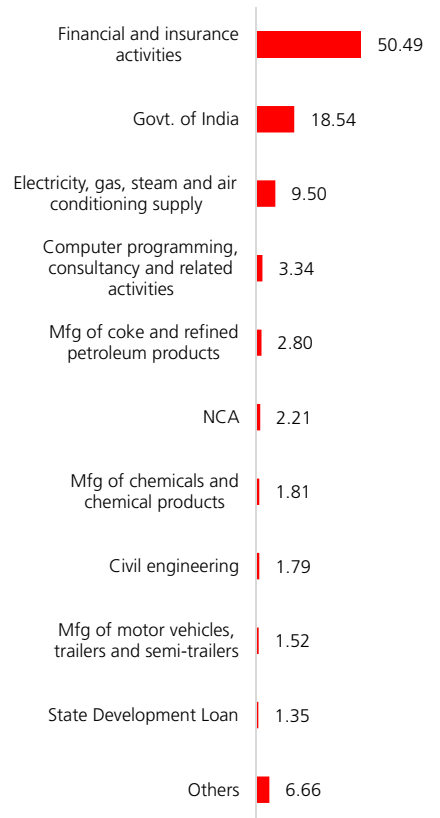 Financial and insurance
activities
50.49
Govt. of India
18.54
Electricity, gas, steam and air
conditioning supply
9.50
Computer programming,
consultancy and related
activities
3.34
Mfg of coke and refined
petroleum products
2.80
NCA
2.21
Mfg of chemicals and
chemical products
1.81
Civil engineering
1.79
Mfg of motor vehicles,
trailers and semi-trailers
1.52
State Development Loan
1.35
Others
6.66